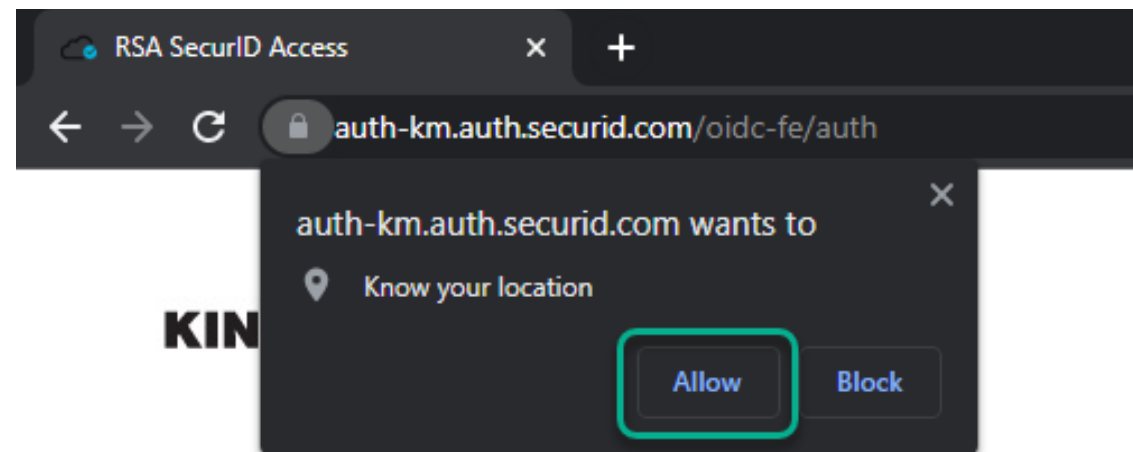 RSA SecurID Access
auth-km.auth.securid.com/oidc-fe/auth
auth-km.auth.securid.com wants to
Know your location
KIN
Allow
Block